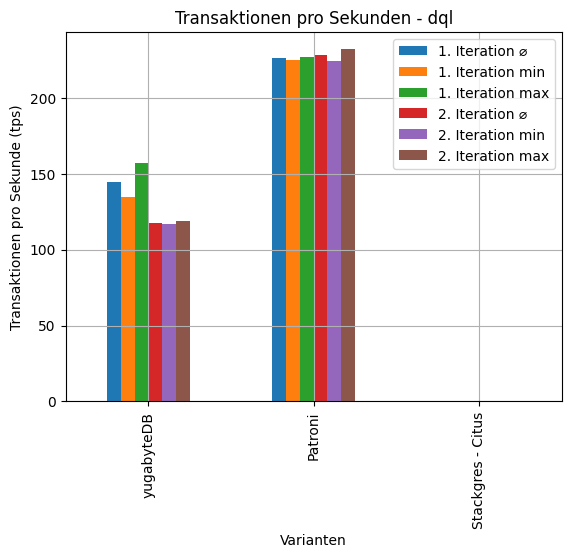 Transaktionen pro Sekunden - dql
1. Iteration ⌀
1. Iteration min
1. Iteration max
2. Iteration ⌀
2. Iteration min
2. Iteration max
Transaktionen pro Sekunde (tps)
200
150
100
50
0
yugabyteDB
Patroni
Stackgres - Citus
Varianten